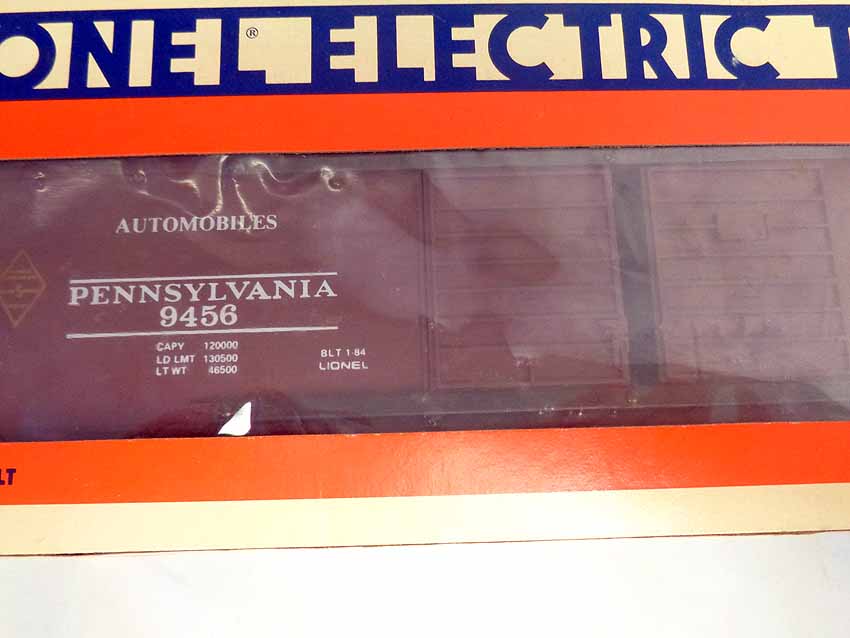 ONEL® ELECTRIC T
AUTOMOBILES
PENNSYLVANIA
9456
CAPY 120000
LD LMT 130500
LT WT 46500
BLT 1-84
LIONEL
LT